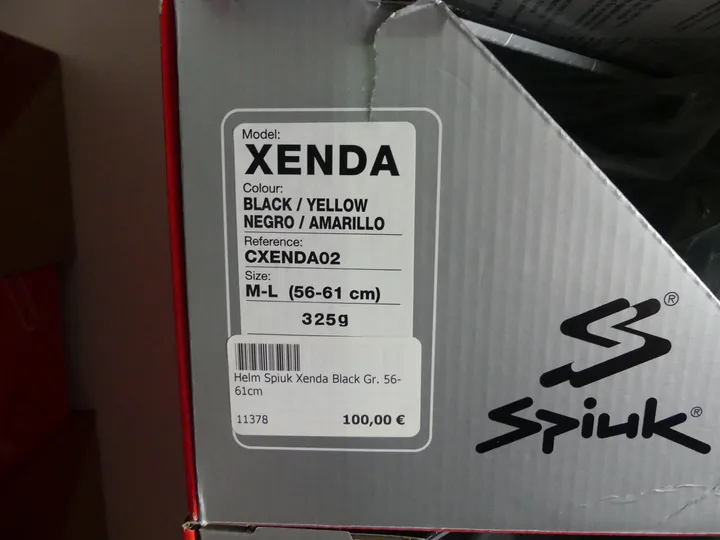 Model:
XENDA
Colour:
BLACK / YELLOW
NEGRO / AMARILLO
Reference:
CXENDA02
Size:
M-L (56-61 cm)
325g
Helm Spiuk Xenda Black Gr. 56-
61cm
11378 100,00 €
®
Spiuk®